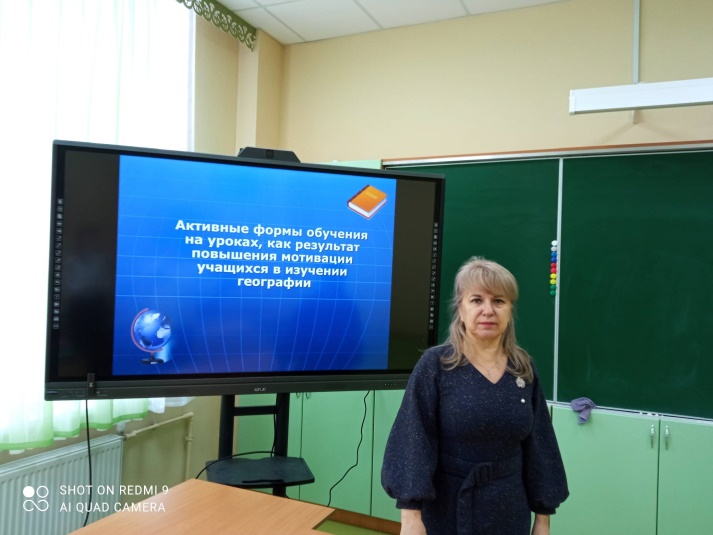 Активные формы обучения
на уроках, как результат
повышения мотивации
учащихся в изучении
географии
SHOT ON REDMI 9
AI QUAD CAMERA